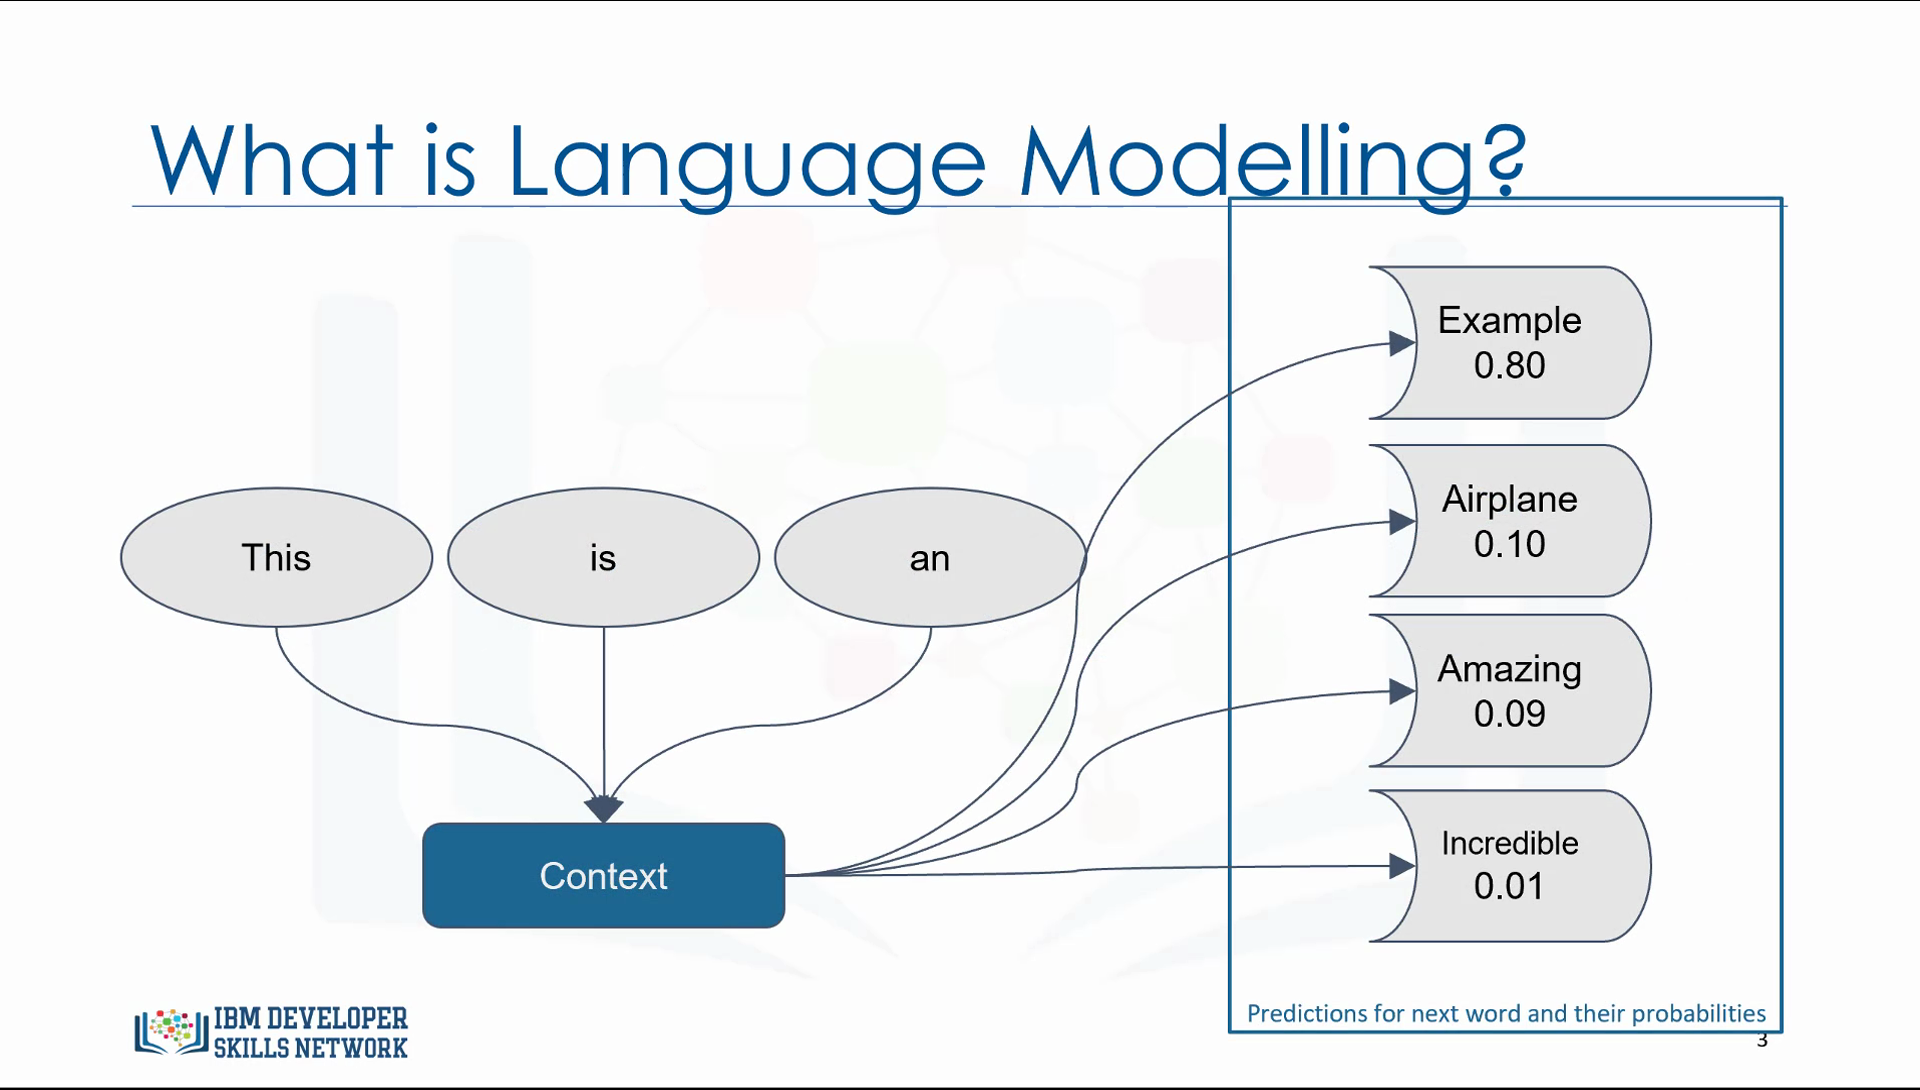 What is Language Modelling?
This
is
an
Context
Example
0.80
Airplane
0.10
Amazing
0.09
Incredible
0.01
Predictions for next word and their probabilities
IBM DEVELOPER
SKILLS NETWORK
3